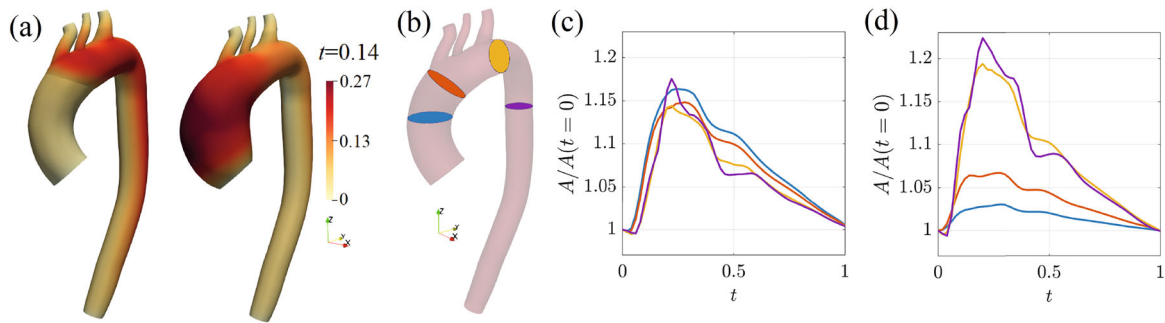 (a)
t=0.14
0.27
0.13
0
z
y
x
(b)
z
y
x
(c)
A/A(t = 0)
1.2
1.15
1.1
1.05
1
0
0.5
1
t
(d)
A/A(t = 0)
1.2
1.15
1.1
1.05
1
0
0.5
1
t